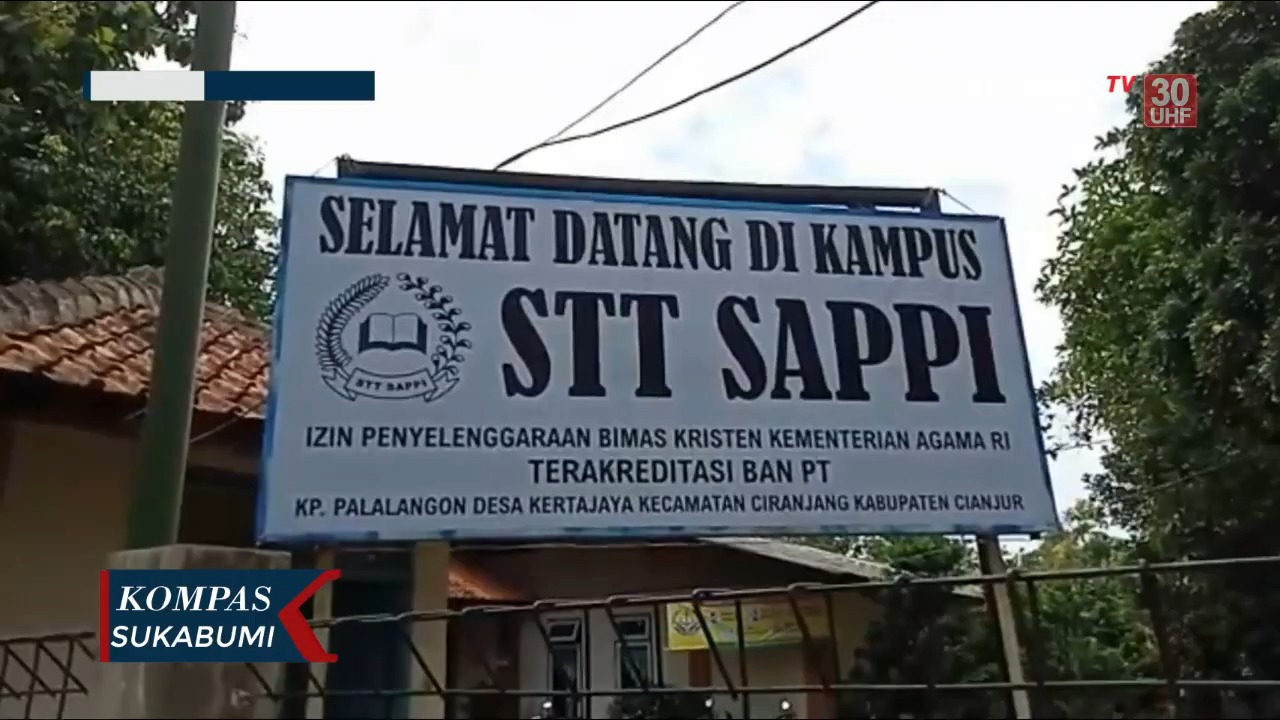 TV 30
UHF
SELAMAT DATANG DI KAMPUS
STT SAPPI
STT SAPPI
IZIN PENYELENGGARAAN BIMAS KRISTEN KEMENTERIAN AGAMA RI
TERAKREDITASI BAN PT
KP. PALALANGON DESA KERTAJAYA KECAMATAN CIRANJANG KABUPATEN CIANJUR
KOMPAS
SUKABUMI